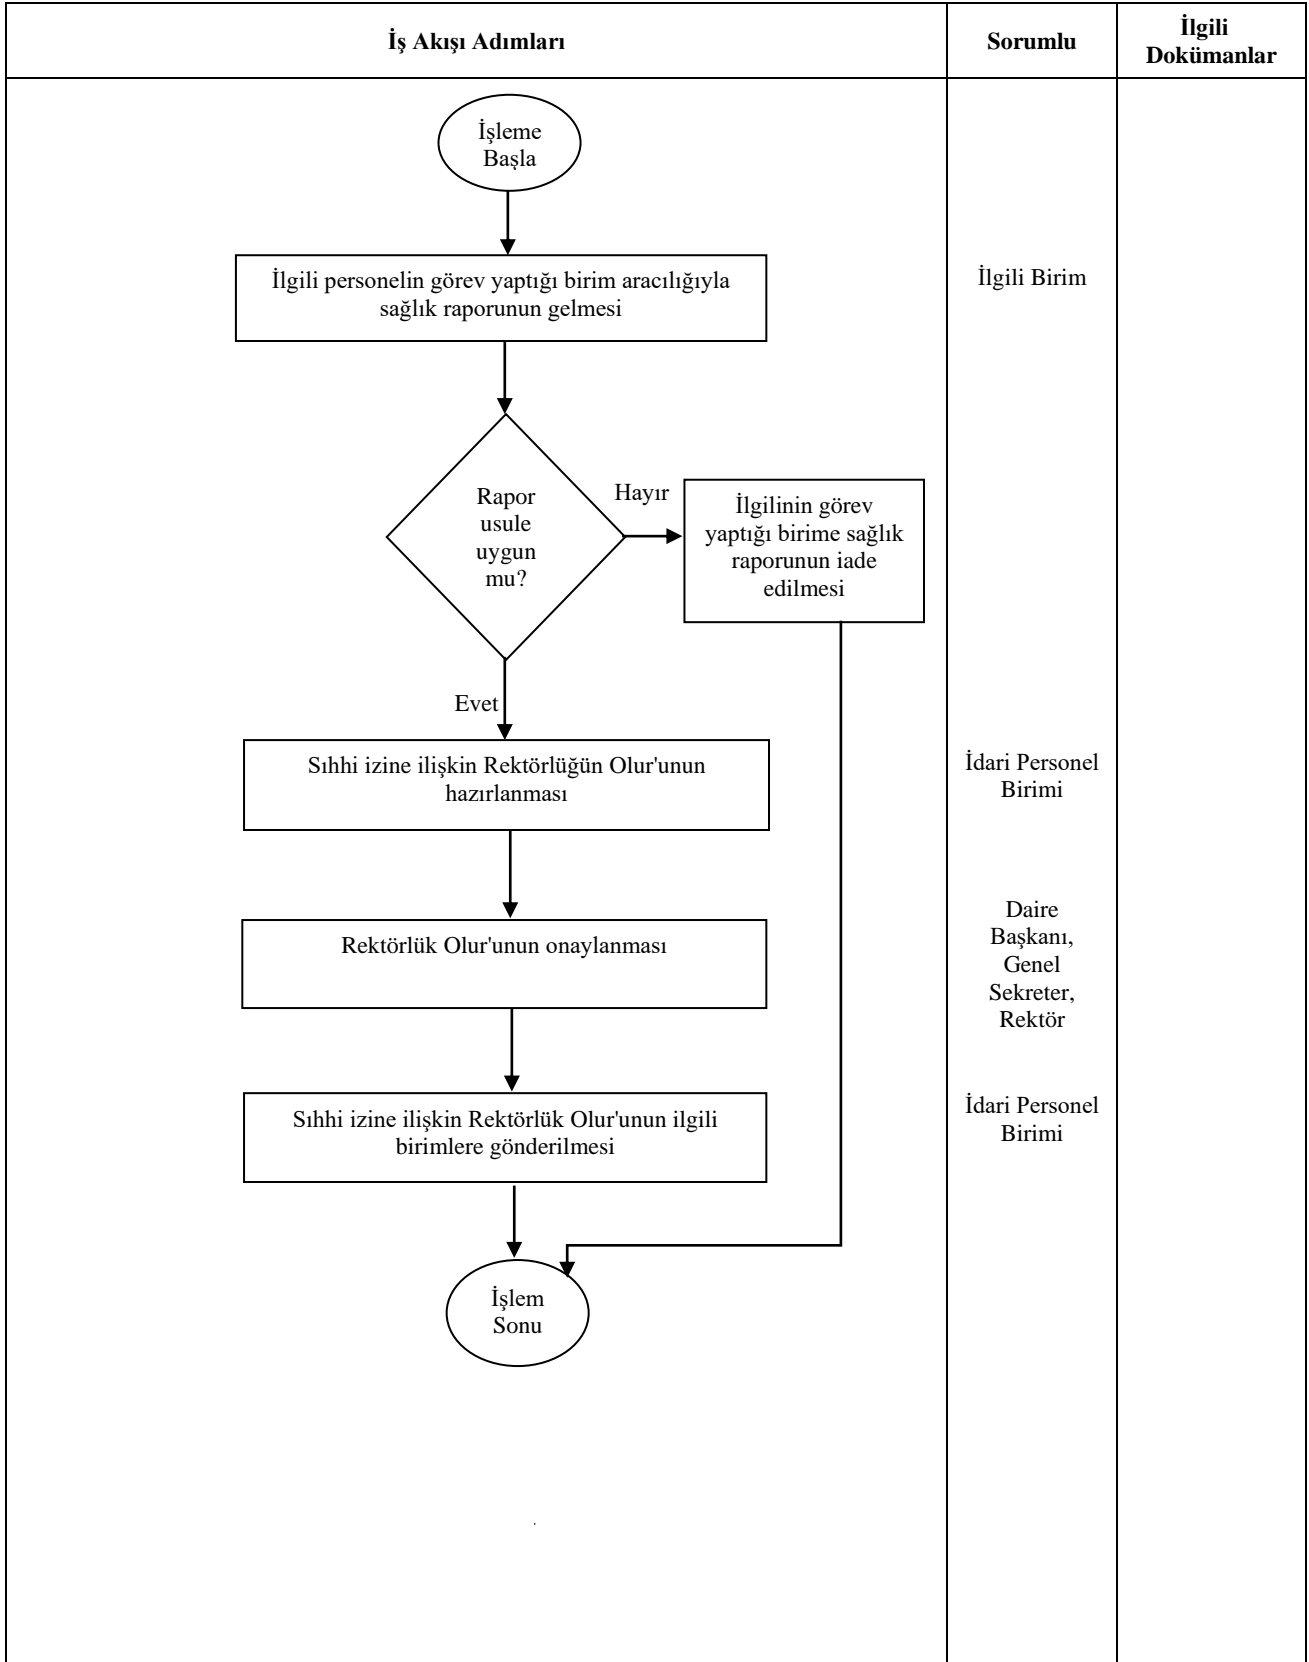 İş Akışı Adımları
Sorumlu
İlgili
Dokümanlar
İşleme
Başla
İlgili personelin görev yaptığı birim aracılığıyla
sağlık raporunun gelmesi
İlgili Birim
Rapor
usule
uygun
mu?
Hayır
İlgilinin görev
yaptığı birime sağlık
raporunun iade
edilmesi
Evet
Sıhhi izine ilişkin Rektörlüğün Olur'unun
hazırlanması
İdari Personel
Birimi
Rektörlük Olur'unun onaylanması
Daire
Başkanı,
Genel
Sekreter,
Rektör
Sıhhi izine ilişkin Rektörlük Olur'unun ilgili
birimlere gönderilmesi
İdari Personel
Birimi
İşlem
Sonu